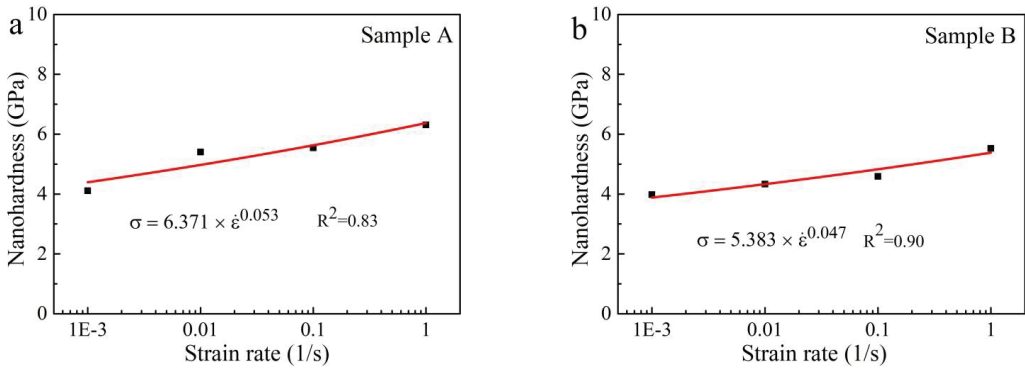 a
Sample A
Nanohardness (GPa)
10
8
6
4
2
0
σ = 6.371 × ε̇^0.053 R^2=0.83
1E-3 0.01 0.1 1
Strain rate (1/s)
b
Sample B
Nanohardness (GPa)
10
8
6
4
2
0
σ = 5.383 × ε̇^0.047 R^2=0.90
1E-3 0.01 0.1 1
Strain rate (1/s)